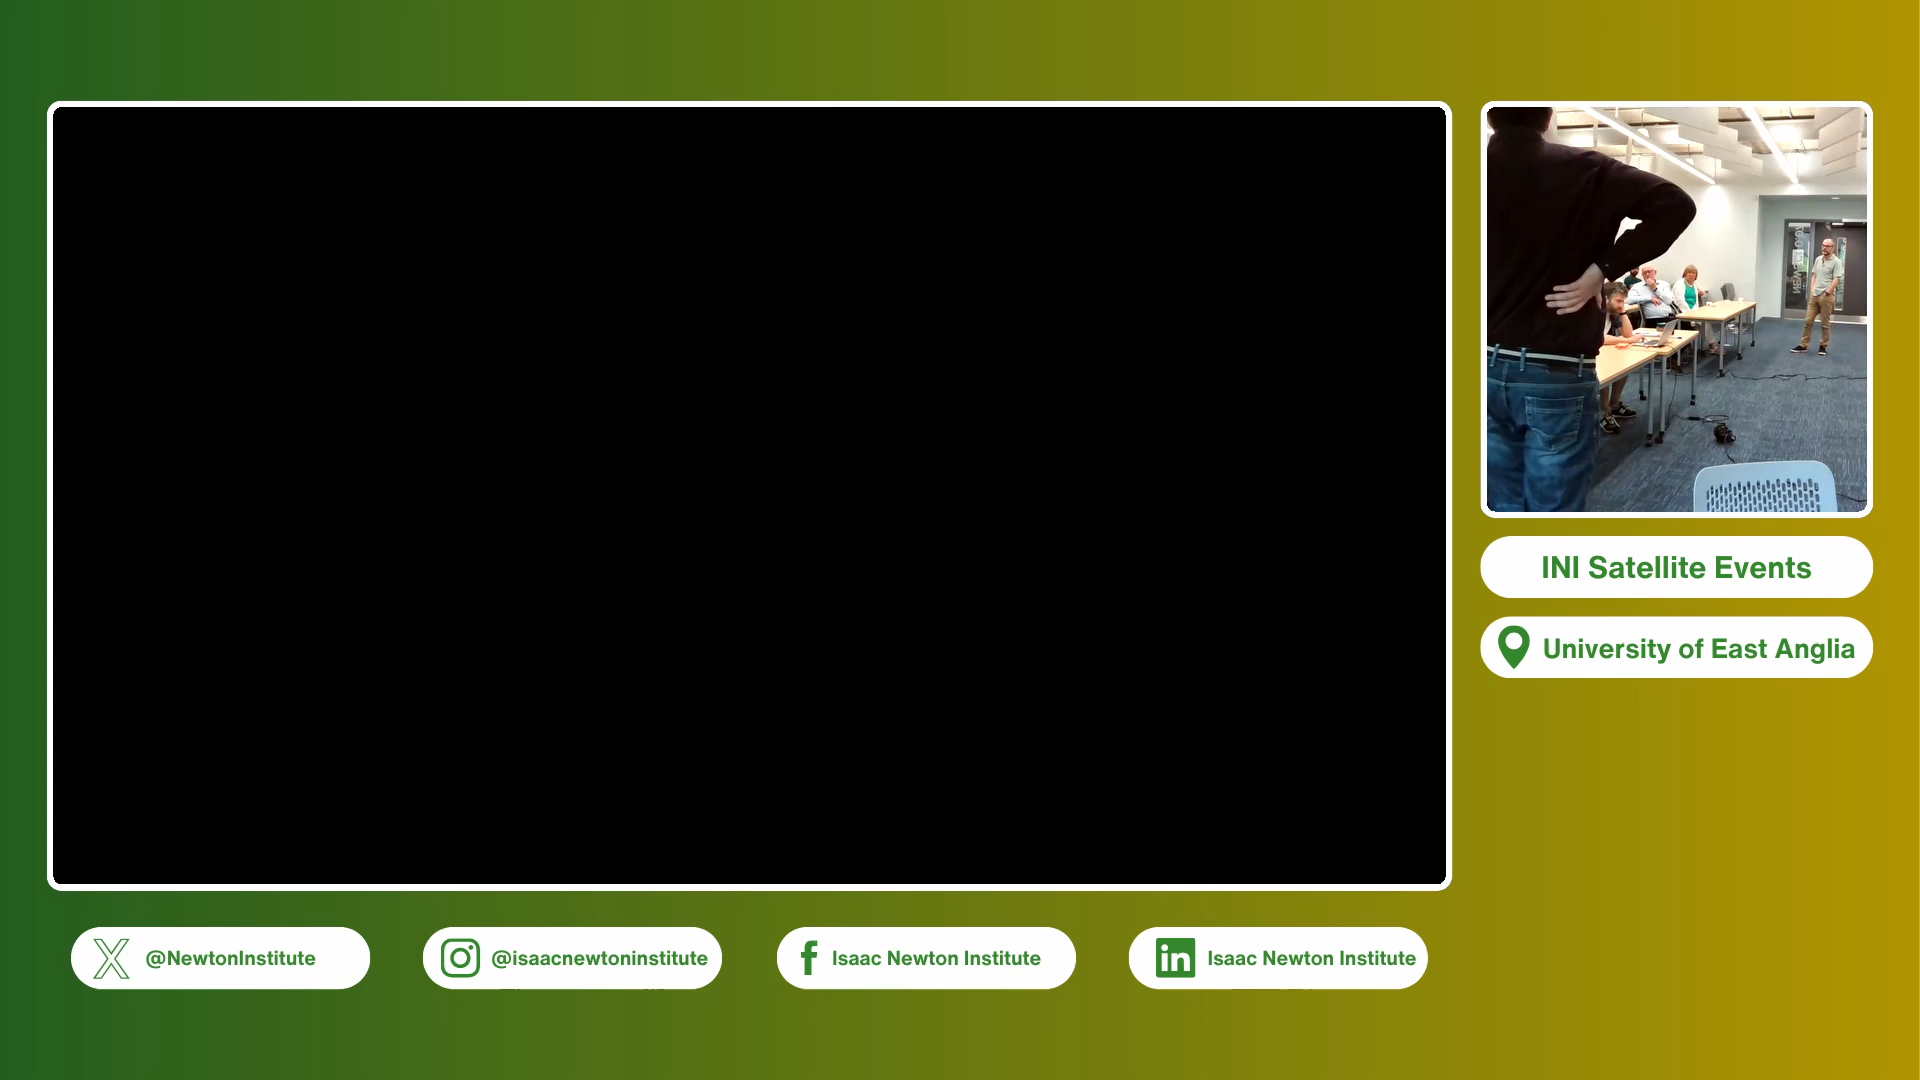 INI Satellite Events
University of East Anglia
@NewtonInstitute
@isaacnewtoninstitute
Isaac Newton Institute
Isaac Newton Institute